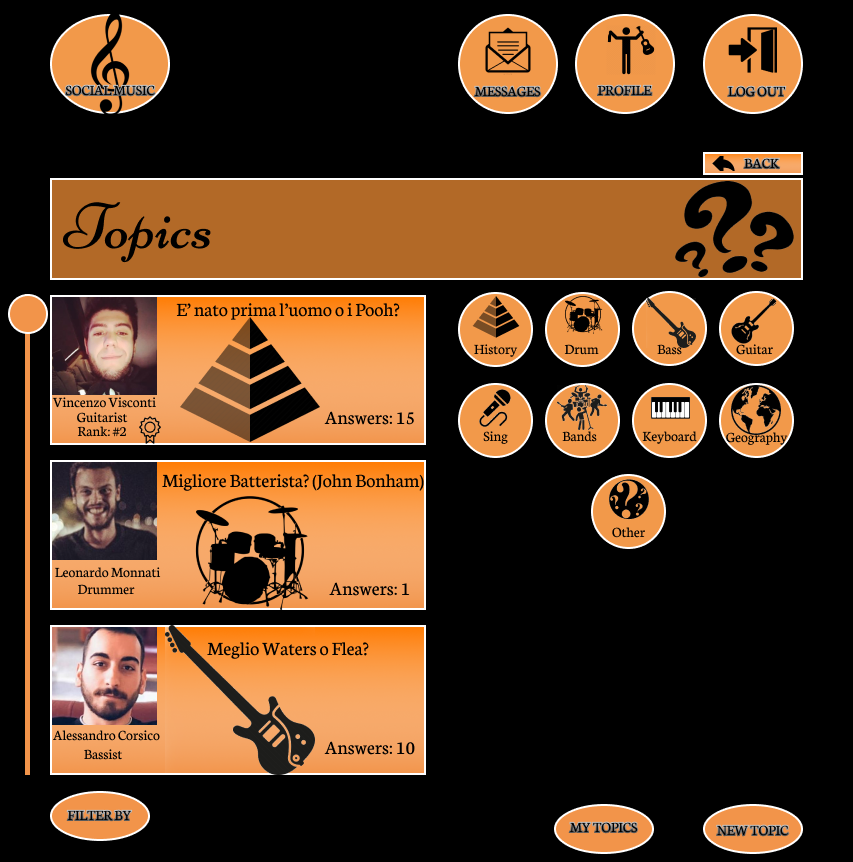 SOCIAL MUSIC
MESSAGES
PROFILE
LOG OUT
BACK
Topics
E' nato prima l'uomo o i Pooh?
Vincenzo Visconti
Guitarist
Rank: #2
Answers: 15
Migliore Batterista? (John Bonham)
Leonardo Monnati
Drummer
Answers: 1
Meglio Waters o Flea?
Alessandro Corsico
Bassist
Answers: 10
History
Drum
Bass
Guitar
Sing
Bands
Keyboard
Geography
Other
FILTER BY
MY TOPICS
NEW TOPIC